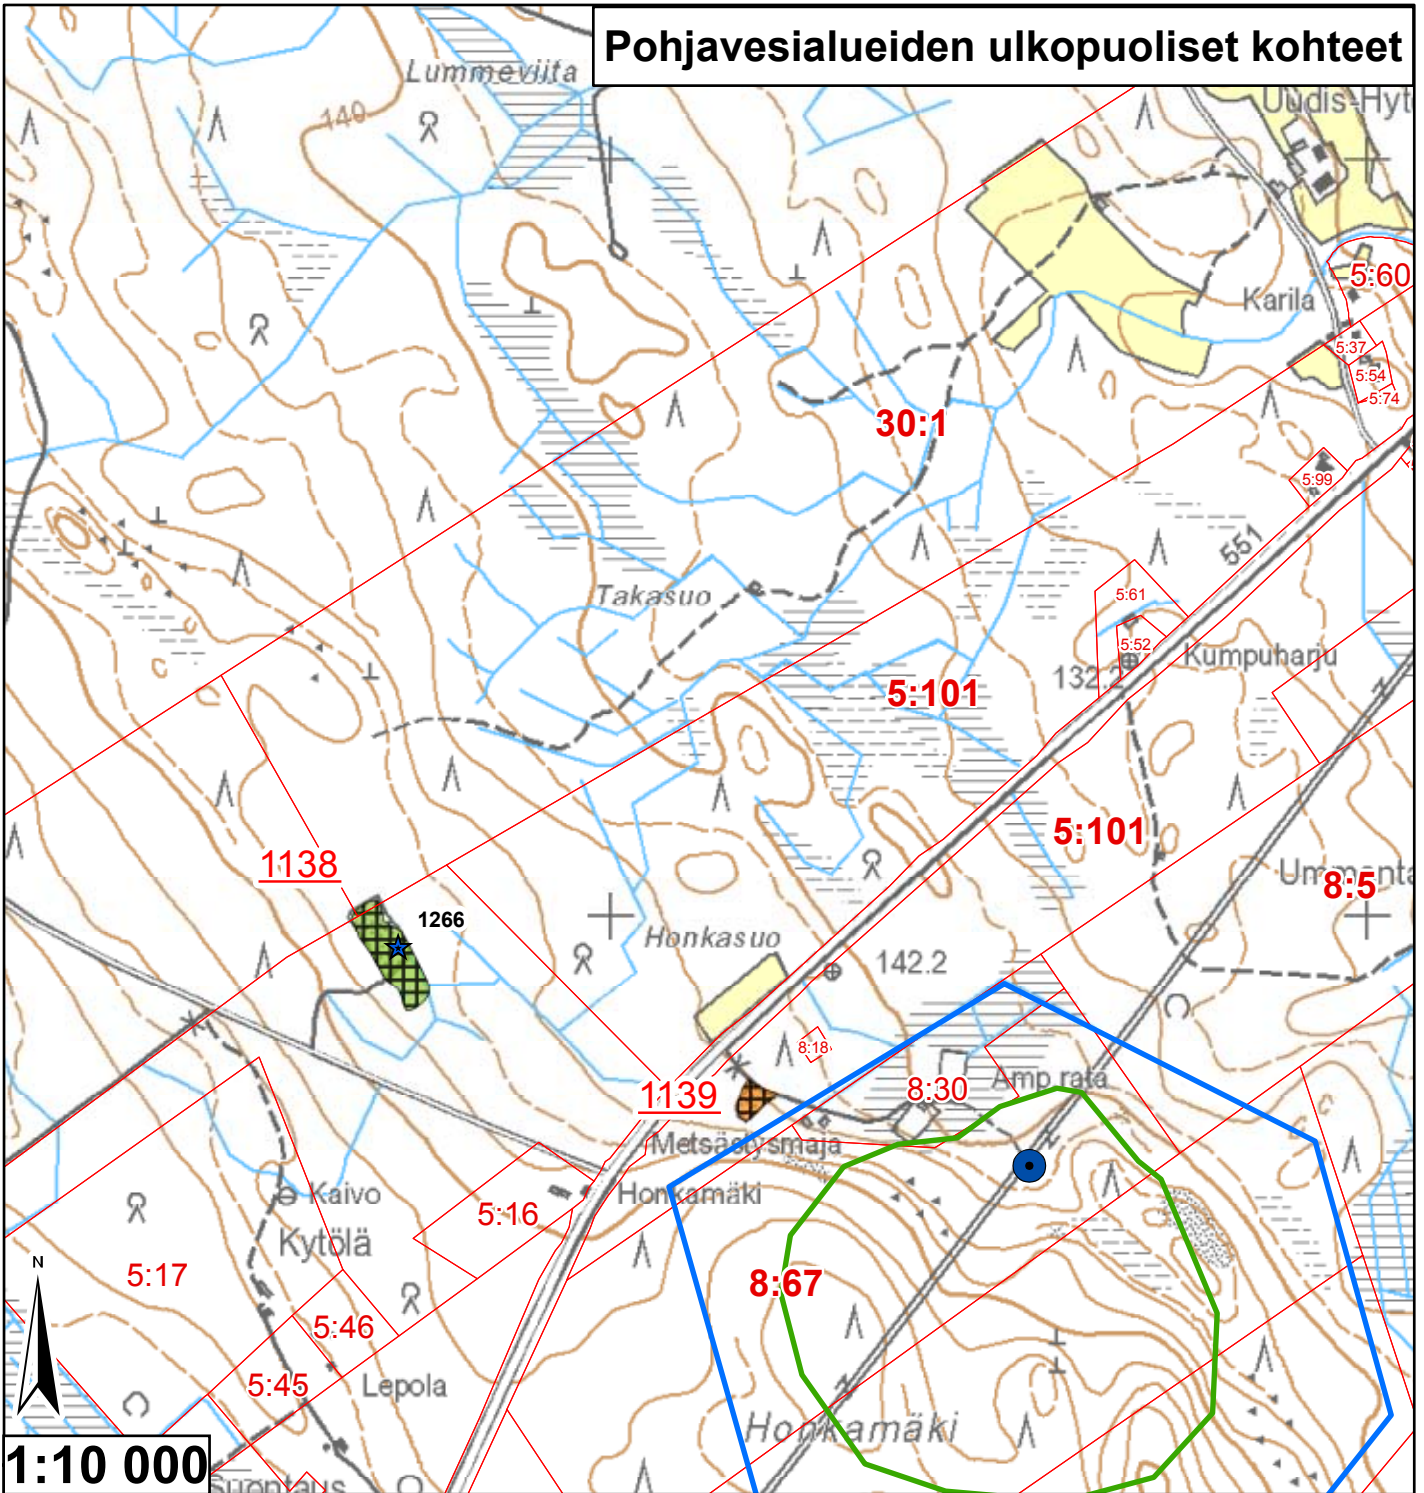 Pohjavesialueiden ulkopuoliset kohteet
Lummeviita
140
Uudis-Hyt
5:60
Karila
5:37
5:54
5:74
30:1
5:99
551
Takasuo
5:61
5:52
Kumpuharju
132.2
5:101
5:101
1138
8:5
1266
Honkasuo
142.2
8:18
Amp rata
8:30
1139
Metsästysmaja
Kaivo
Honkamäki
5:16
Kytölä
N
5:17
8:67
5:46
5:45
Lepola
Honkamäki
1:10 000
Suontaus